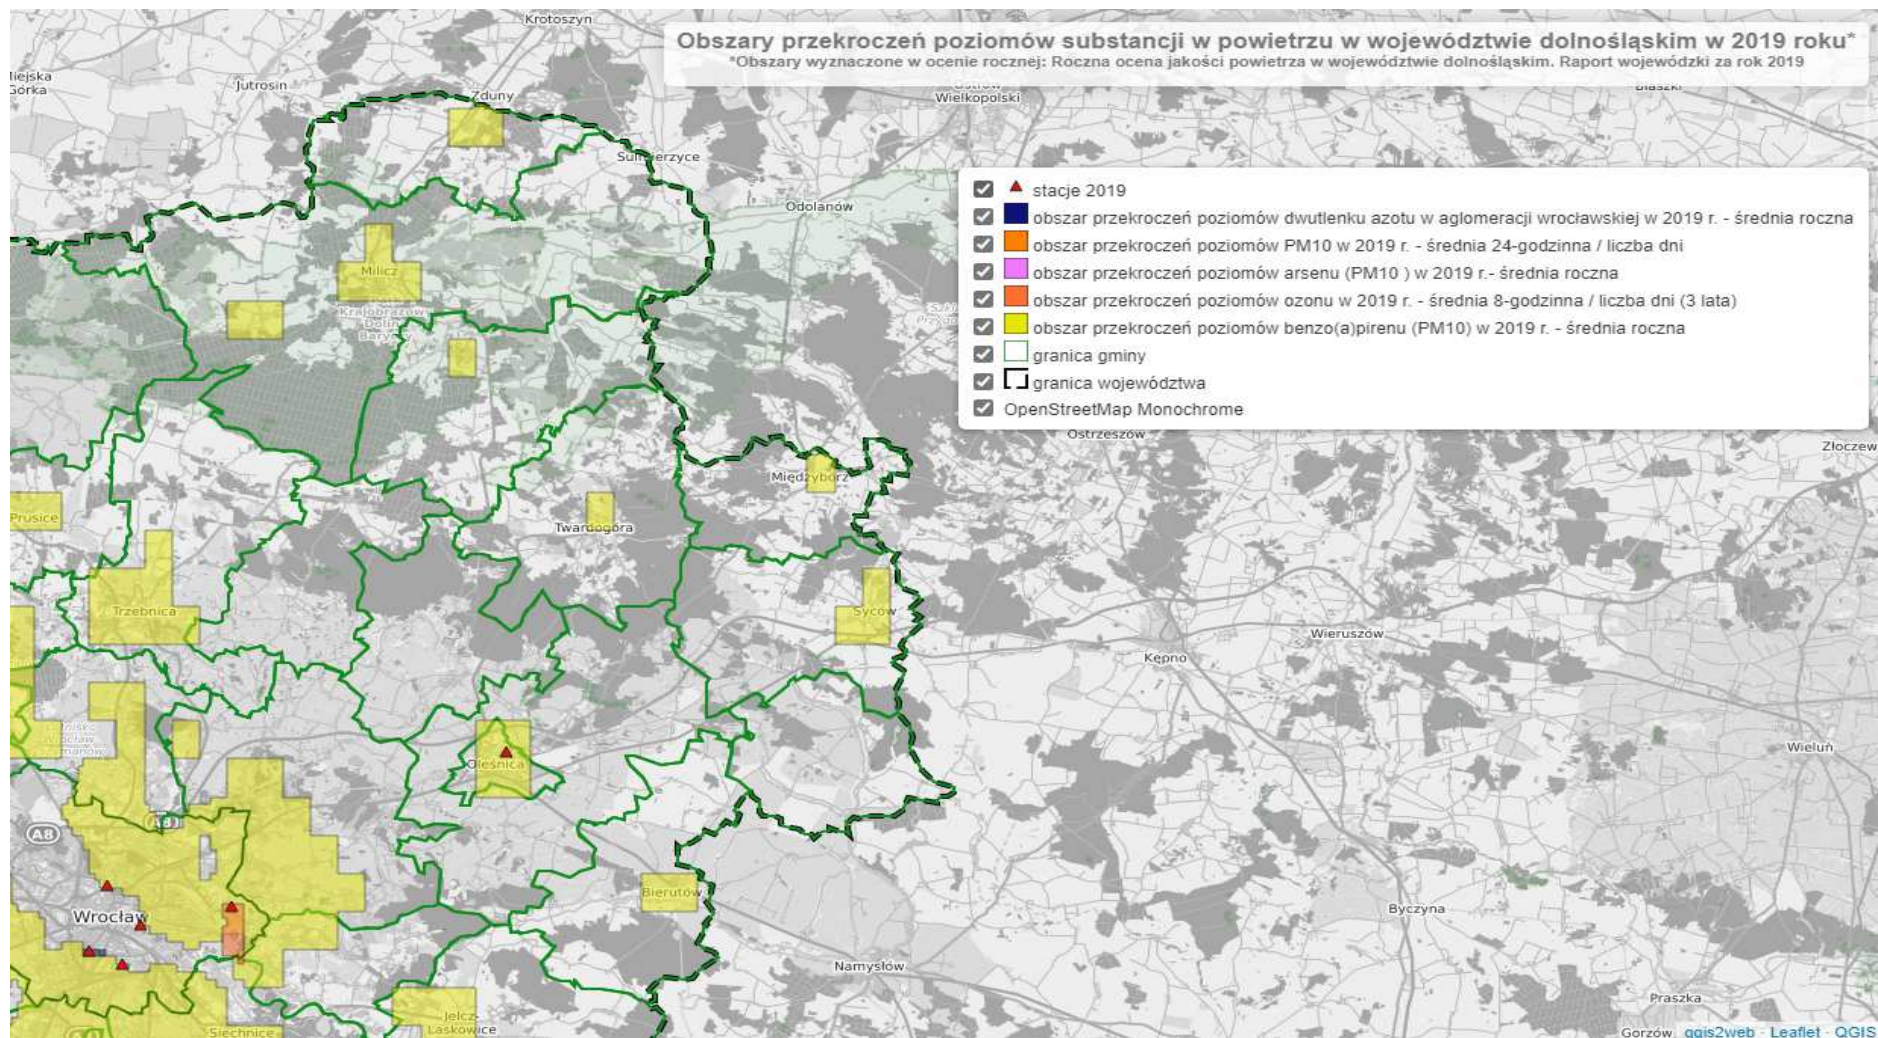 Krotoszyn
Obszary przekroczeń poziomów substancji w powietrzu w województwie dolnośląskim w 2019 roku*
*Obszary wyznaczone w ocenie rocznej: Roczna ocena jakości powietrza w województwie dolnośląskim. Raport wojewódzki za rok 2019
Górka
Jutrosin
Zduny
Wielkopolski
Odolanów
stacje 2019
obszar przekroczeń poziomów dwutlenku azotu w aglomeracji wrocławskiej w 2019 r. - średnia roczna
obszar przekroczeń poziomów PM10 w 2019 r. - średnia 24-godzinna / liczba dni
obszar przekroczeń poziomów arsenu (PM10 ) w 2019 r.- średnia roczna
obszar przekroczeń poziomów ozonu w 2019 r. - średnia 8-godzinna / liczba dni (3 lata)
obszar przekroczeń poziomów benzo(a)pirenu (PM10) w 2019 r. - średnia roczna
granica gminy
granica województwa
OpenStreetMap Monochrome
Milicz
Ostrzeszów
Złoczew
Międzybórz
Prusice
Twardogóra
Trzebnica
Syców
Wieruszów
Kępno
Wieluń
Oleśnica
A8
A8
Bierutów
Wrocław
Byczyna
Namysłów
Praszka
Jelcz-
Laskowice
Siechnice
Gorzów
qgis2web · Leaflet · QGIS